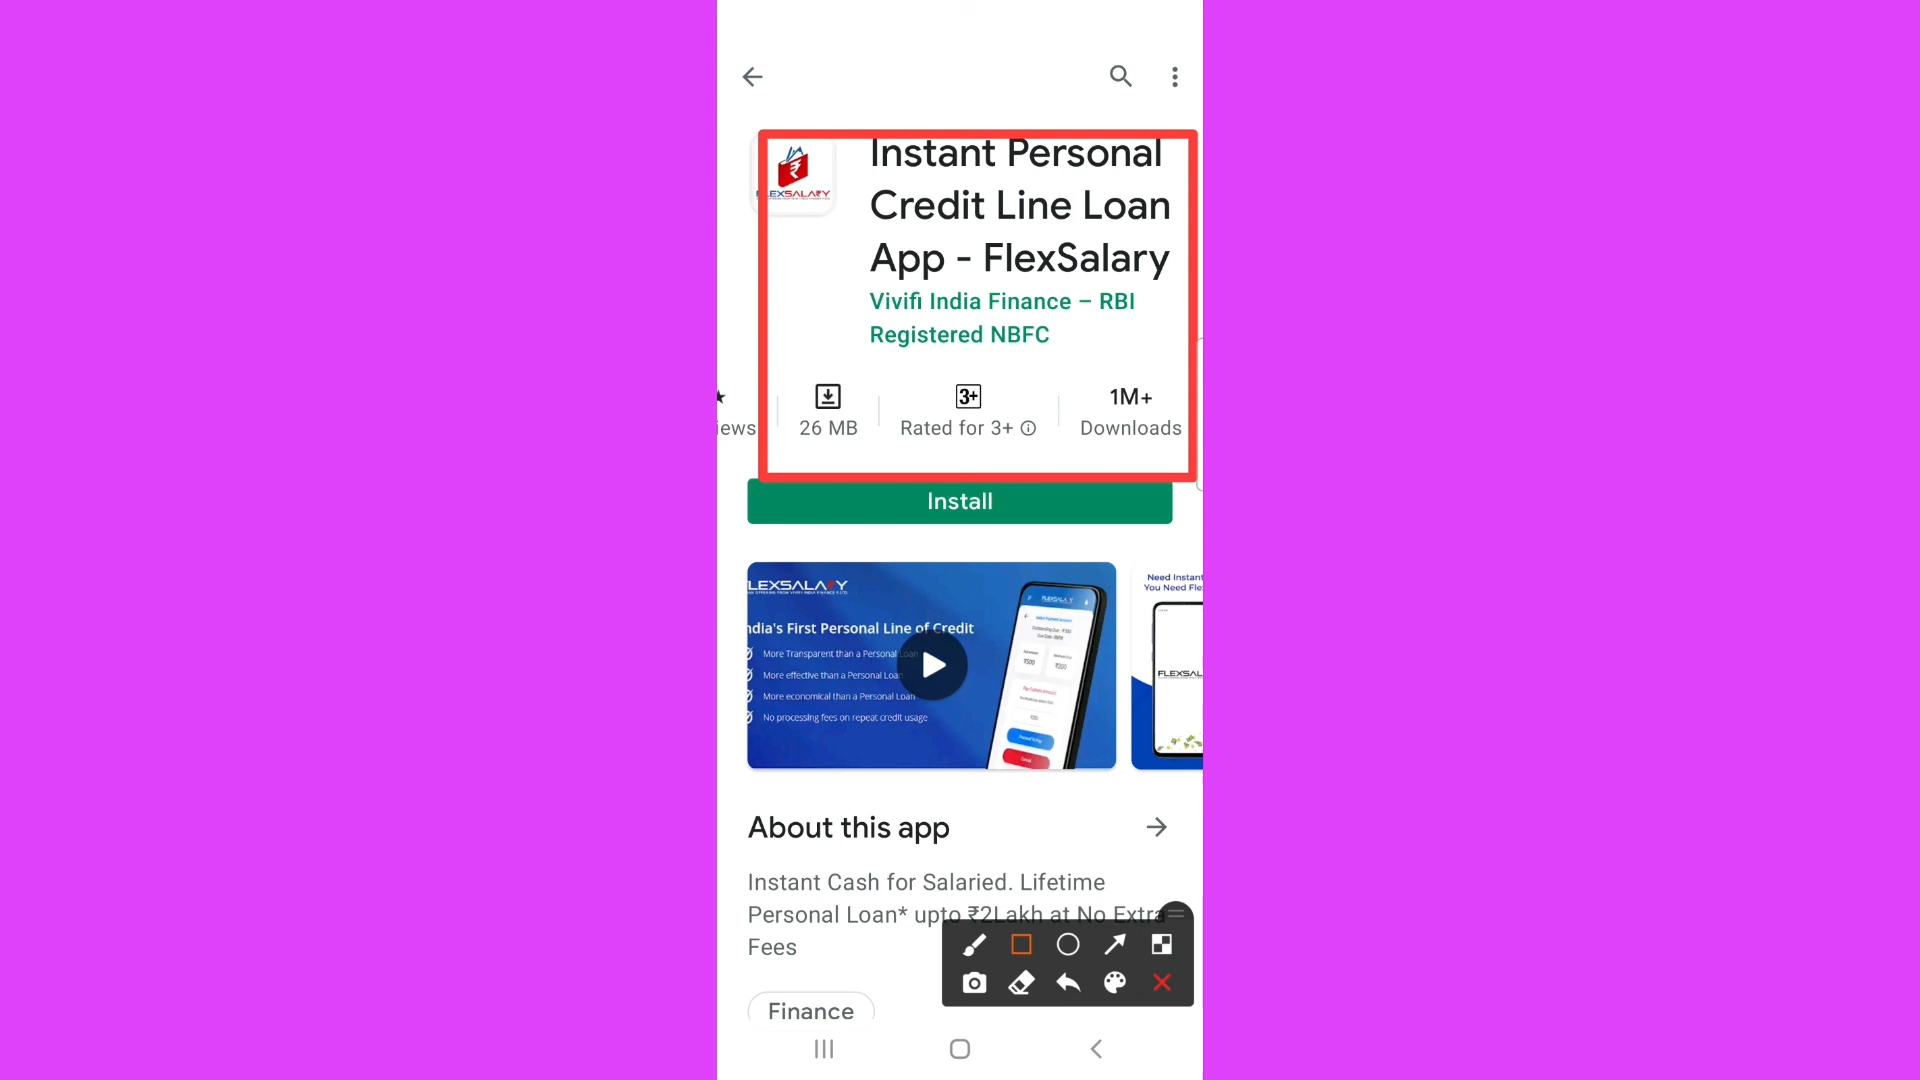 Instant Personal
Credit Line Loan
App - FlexSalary
Vivifi India Finance – RBI
Registered NBFC
26 MB
3+
Rated for 3+
1M+
Downloads
Install
India's First Personal Line of Credit
More Transparent than a Personal Loan
More effective than a Personal Loan
More economical than a Personal Loan
No processing fees on repeat credit usage
Need Instant
About this app
Instant Cash for Salaried. Lifetime
Personal Loan* upto ₹2Lakh at No Extra
Fees
Finance